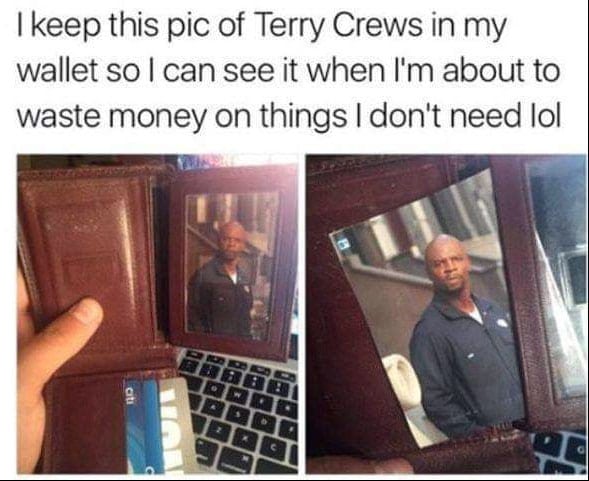 I keep this pic of Terry Crews in my
wallet so I can see it when I'm about to
waste money on things I don't need lol
citi